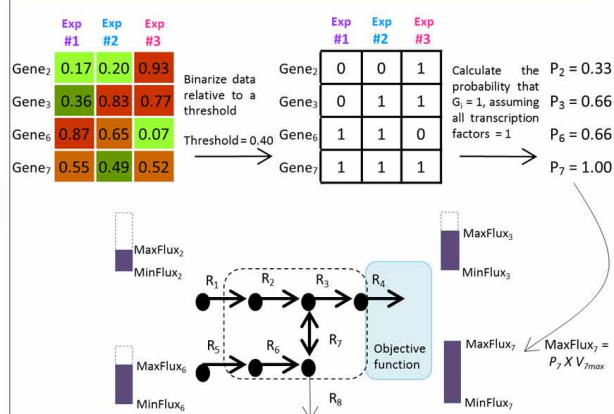 Exp Exp Exp
#1 #2 #3
Gene₂ 0.17 0.20 0.93
Gene₃ 0.36 0.83 0.77
Gene₆ 0.87 0.65 0.07
Gene₇ 0.55 0.49 0.52
Binarize data
relative to a
threshold
Threshold = 0.40
Exp Exp Exp
#1 #2 #3
Gene₂ 0 0 1
Gene₃ 0 1 1
Gene₆ 1 1 0
Gene₇ 1 1 1
Calculate the
probability that
Gᵢ = 1, assuming
all transcription
factors = 1
P₂ = 0.33
P₃ = 0.66
P₆ = 0.66
P₇ = 1.00
MaxFlux₂
MinFlux₂
MaxFlux₃
MinFlux₃
R₁ R₂ R₃ R₄
R₇
R₅ R₆
R₈
Objective
function
MaxFlux₆
MinFlux₆
MaxFlux₇
MinFlux₇
MaxFlux₇ =
P₇ X V₇ₘₐₓ